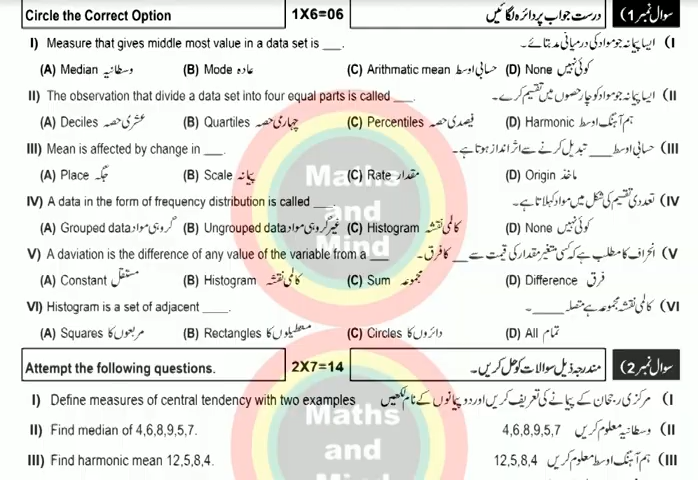 Circle the Correct Option 1X6=06 درست جواب پر دائرہ لگائیں سوال نمبر 1)
I) Measure that gives middle most value in a data set is ___. ایسا پیمانہ جو مواد کی درمیانی مد بتائے۔ (I
(A) Median وسطانیہ (B) Mode عادہ (C) Arithmatic mean حسابی اوسط (D) None کوئی نہیں
II) The observation that divide a data set into four equal parts is called ___. ایسا پیمانہ جو مواد کو چار حصوں میں تقسیم کرے۔ (II
(A) Deciles عشری حصہ (B) Quartiles چہاری حصہ (C) Percentiles فیصدی حصہ (D) Harmonic ہم آہنگ اوسط
III) Mean is affected by change in ___. حسابی اوسط ___ تبدیل کرنے سے اثر انداز ہوتا ہے۔ (III
(A) Place جگہ (B) Scale پیمانہ (C) Rate مقدار (D) Origin ماخذ
IV) A data in the form of frequency distribution is called ___. تعددی تقسیم کی شکل میں مواد کہلاتا ہے۔ (IV
(A) Grouped data گروہی مواد (B) Ungrouped data غیر گروہی مواد (C) Histogram کالمی نقشہ (D) None کوئی نہیں
V) A daviation is the difference of any value of the variable from a ___ انحراف کا مطلب ہے کہ کسی متغیر مقدار کی قیمت سے ___ کا فرق۔ (V
(A) Constant مستقل (B) Histogram کالمی نقشہ (C) Sum مجموعہ (D) Difference فرق
VI) Histogram is a set of adjacent ____. کالمی نقشہ مجموعہ ہے متصلہ ____۔ (VI
(A) Squares مربعوں کا (B) Rectangles مستطیلوں کا (C) Circles دائروں کا (D) All تمام
Attempt the following questions. 2X7=14 مندرجہ ذیل سوالات کو حل کریں۔ سوال نمبر 2)
I) Define measures of central tendency with two examples مرکزی رجحان کے پیمانے کی تعریف کریں اور دو پیمانوں کے نام لکھیں (I
II) Find median of 4,6,8,9,5,7. وسطانیہ معلوم کریں 4,6,8,9,5,7 (II
III) Find harmonic mean 12,5,8,4. ہم آہنگ اوسط معلوم کریں 12,5,8,4 (III
Maths
and
Mind
Maths
and